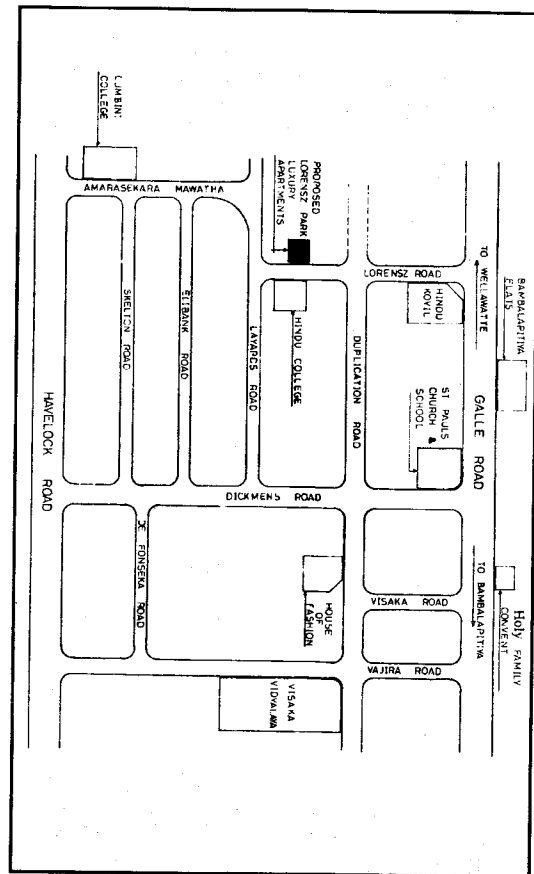 LUMBINI
COLLEGE
AMARASEKARA MAWATHA
PROPOSED
LORENSZ PARK
LUXURY
APARTMENTS
LORENSZ ROAD
TO WELLAWATTE
BAMBALAPITIYA
FLATS
HINDU
KOVIL
ST PAULS
CHURCH &
SCHOOL
GALLE ROAD
SKELTON ROAD
ELIBANK ROAD
LAYARDS ROAD
HINDU COLLEGE
DUPLICATION ROAD
HAVELOCK ROAD
DICKMENS ROAD
DE FONSEKA ROAD
HOUSE
OF
FASHION
VISAKA ROAD
TO BAMBALAPITIYA
Holy FAMILY
CONVENT
VAJIRA ROAD
VISAKA
VIDYALAYA